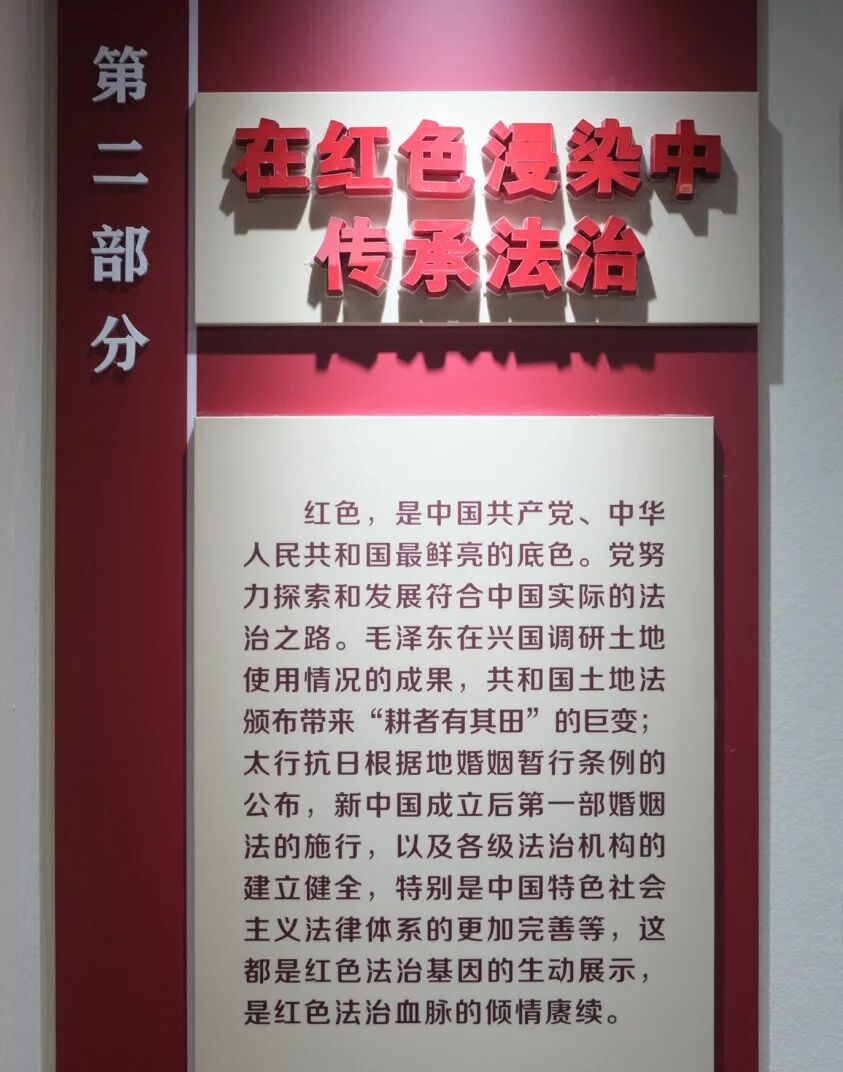 第二部分
在红色浸染中
传承法治
红色，是中国共产党、中华
人民共和国最鲜亮的底色。党努
力探索和发展符合中国实际的法
治之路。毛泽东在兴国调研土地
使用情况的成果，共和国土地法
颁布带来“耕者有其田”的巨变；
太行抗日根据地婚姻暂行条例的
公布，新中国成立后第一部婚姻
法的施行，以及各级法治机构的
建立健全，特别是中国特色社会
主义法律体系的更加完善等，这
都是红色法治基因的生动展示，
是红色法治血脉的倾情赓续。